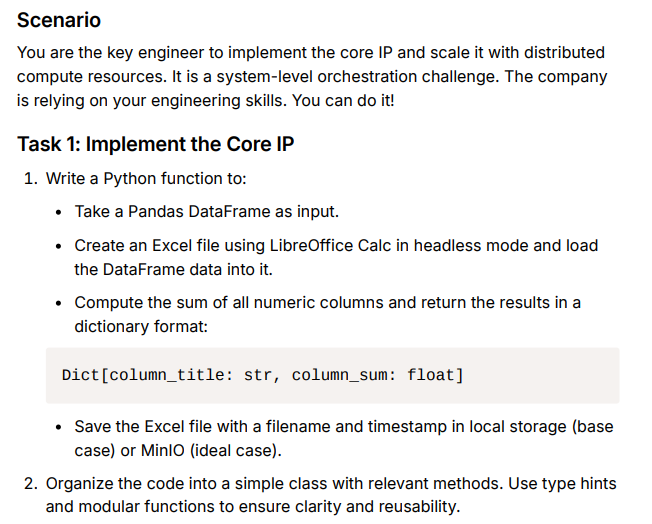 Scenario
You are the key engineer to implement the core IP and scale it with distributed
compute resources. It is a system-level orchestration challenge. The company
is relying on your engineering skills. You can do it!
Task 1: Implement the Core IP
1. Write a Python function to:
• Take a Pandas DataFrame as input.
• Create an Excel file using LibreOffice Calc in headless mode and load
the DataFrame data into it.
• Compute the sum of all numeric columns and return the results in a
dictionary format:
Dict[column_title: str, column_sum: float]
• Save the Excel file with a filename and timestamp in local storage (base
case) or MinIO (ideal case).
2. Organize the code into a simple class with relevant methods. Use type hints
and modular functions to ensure clarity and reusability.